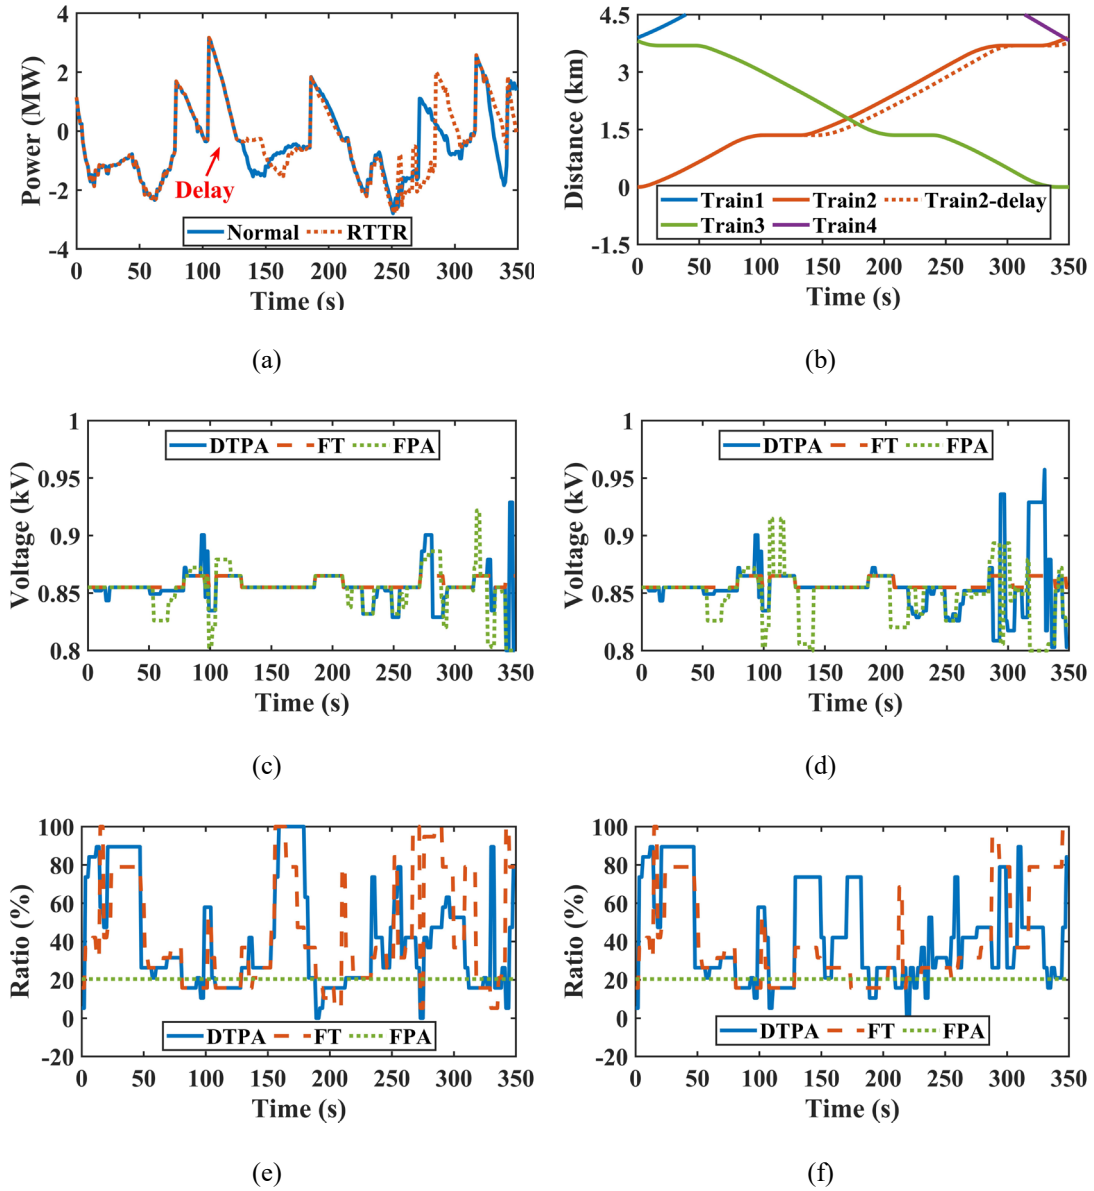 4
2
0
-2
-4
Power (MW)
Delay
Normal RTTR
0 50 100 150 200 250 300 350
Time (s)
(a)
4.5
3
1.5
0
-1.5
Distance (km)
Train1 Train2 Train2-delay
Train3 Train4
0 50 100 150 200 250 300 350
Time (s)
(b)
1
0.95
0.9
0.85
0.8
Voltage (kV)
DTPA FT FPA
0 50 100 150 200 250 300 350
Time (s)
(c)
1
0.95
0.9
0.85
0.8
Voltage (kV)
DTPA FT FPA
0 50 100 150 200 250 300 350
Time (s)
(d)
100
80
60
40
20
0
-20
Ratio (%)
DTPA FT FPA
0 50 100 150 200 250 300 350
Time (s)
(e)
100
80
60
40
20
0
-20
Ratio (%)
DTPA FT FPA
0 50 100 150 200 250 300 350
Time (s)
(f)